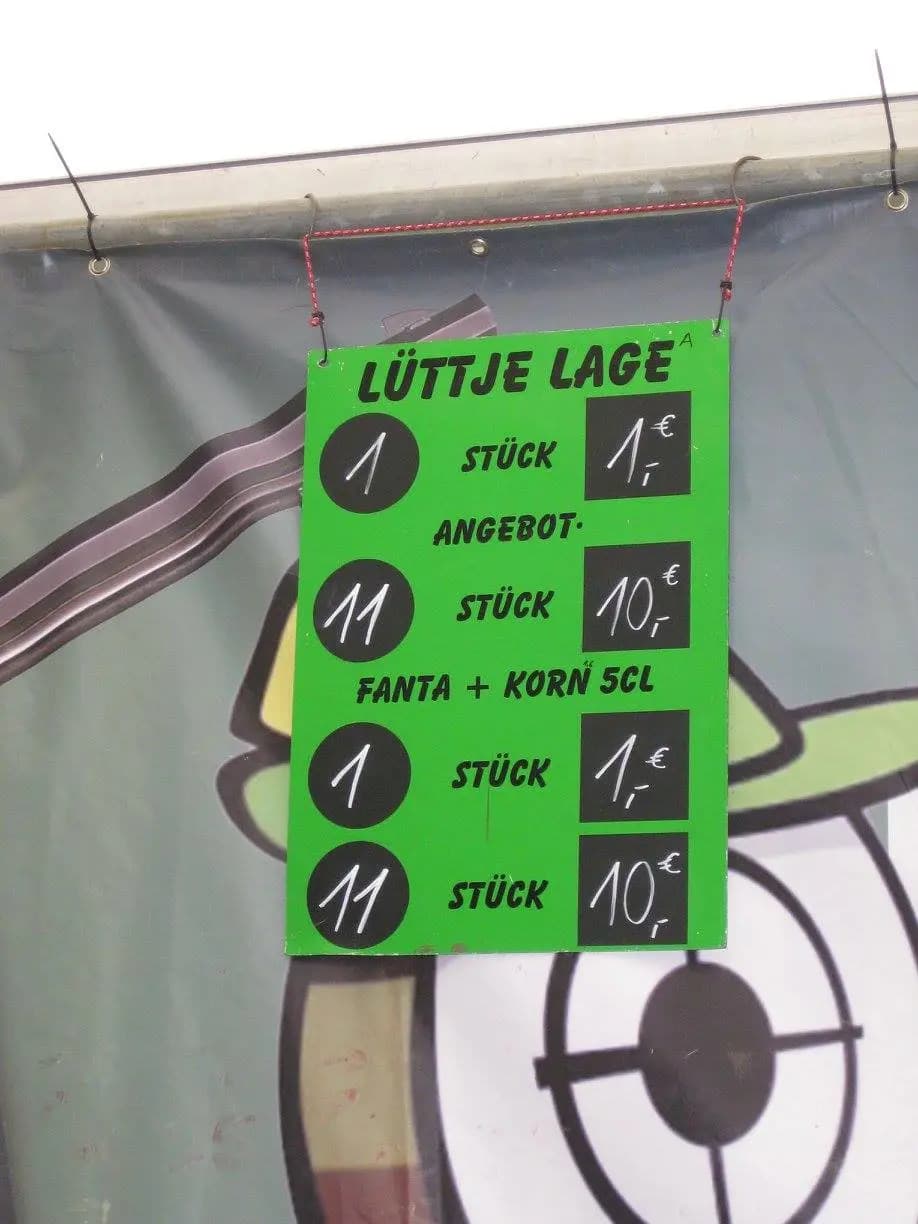 LÜTTJE LAGE A
1 STÜCK 1,- €
ANGEBOT·
11 STÜCK 10,- €
FANTA + KORN 5CL
1 STÜCK 1,- €
11 STÜCK 10,- €